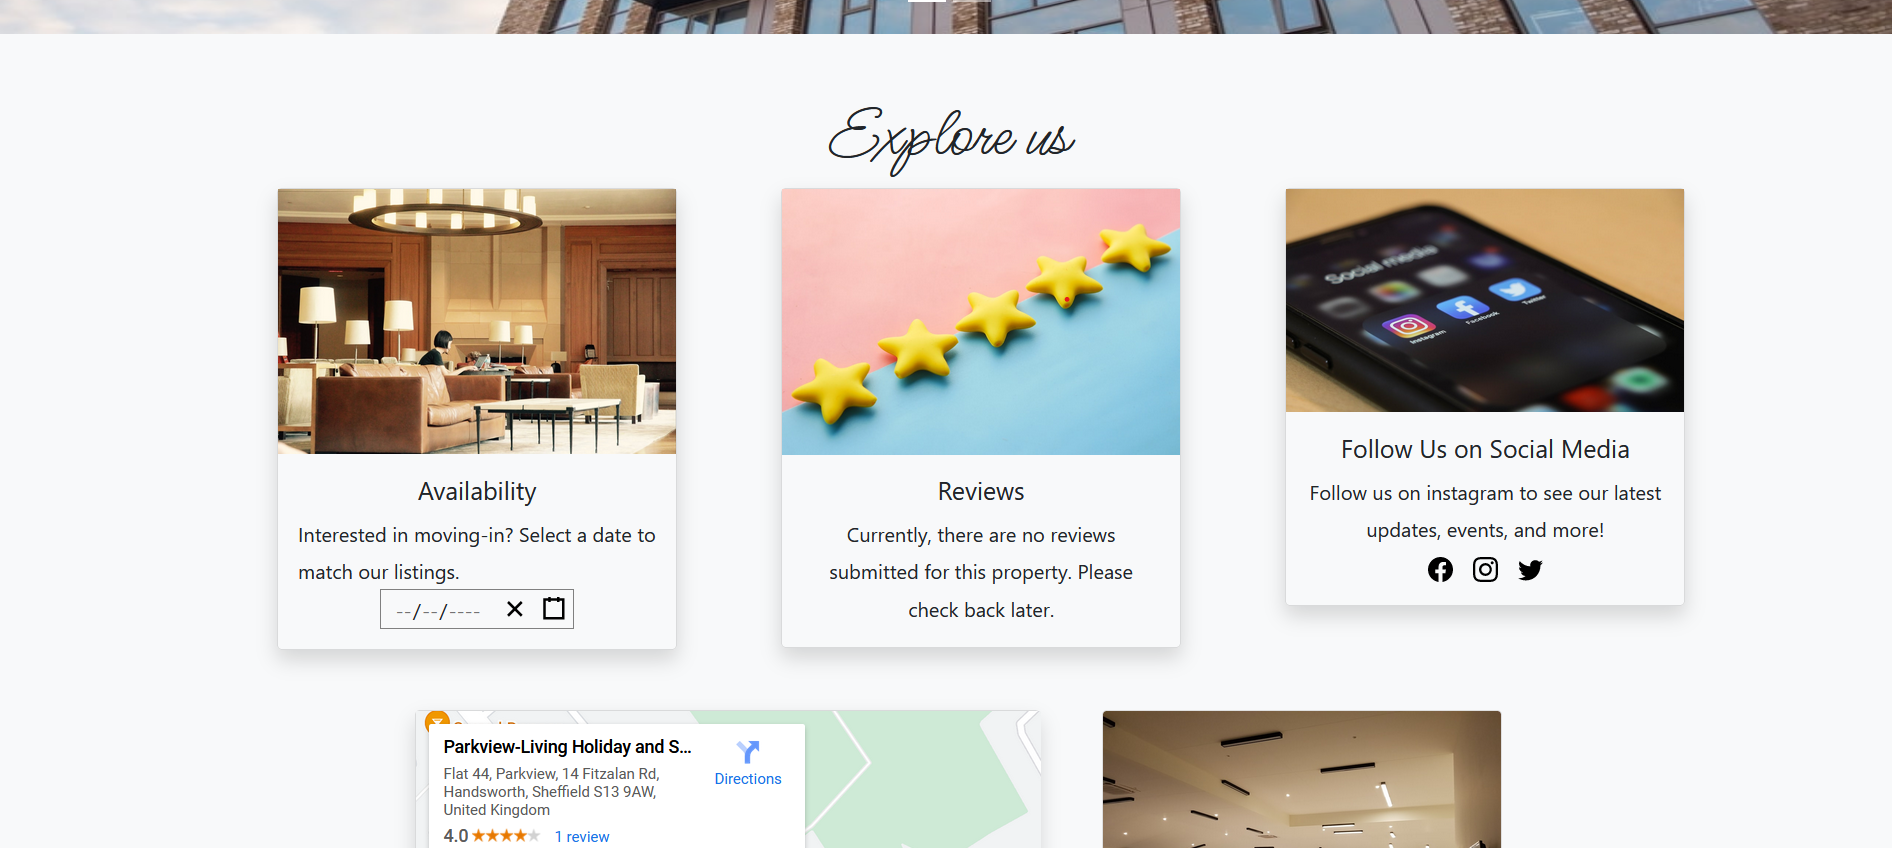 Explore us
Social media
Instagram
Facebook
Twitter
Availability
Interested in moving-in? Select a date to
match our listings.
--/--/----
Reviews
Currently, there are no reviews
submitted for this property. Please
check back later.
Follow Us on Social Media
Follow us on instagram to see our latest
updates, events, and more!
Parkview-Living Holiday and S...
Flat 44, Parkview, 14 Fitzalan Rd,
Handsworth, Sheffield S13 9AW,
United Kingdom
Directions
4.0
1 review